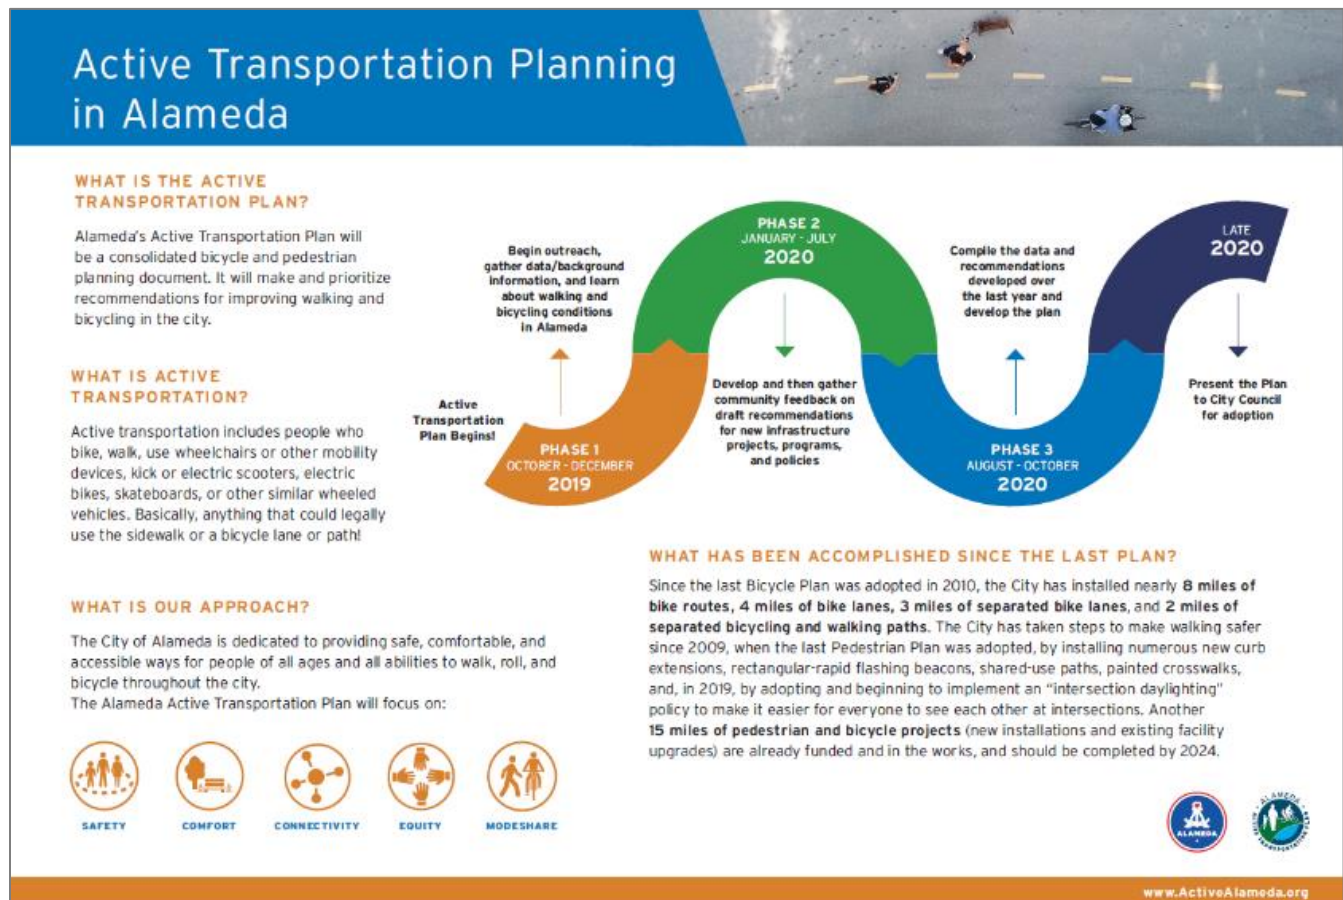 Active Transportation Planning
in Alameda
WHAT IS THE ACTIVE
TRANSPORTATION PLAN?
Alameda's Active Transportation Plan will
be a consolidated bicycle and pedestrian
planning document. It will make and prioritize
recommendations for improving walking and
bicycling in the city.
WHAT IS ACTIVE
TRANSPORTATION?
Active transportation includes people who
bike, walk, use wheelchairs or other mobility
devices, kick or electric scooters, electric
bikes, skateboards, or other similar wheeled
vehicles. Basically, anything that could legally
use the sidewalk or a bicycle lane or path!
WHAT IS OUR APPROACH?
The City of Alameda is dedicated to providing safe, comfortable, and
accessible ways for people of all ages and all abilities to walk, roll, and
bicycle throughout the city.
The Alameda Active Transportation Plan will focus on:
SAFETY
COMFORT
CONNECTIVITY
EQUITY
MODESHARE
Active
Transportation
Plan Begins!
Begin outreach,
gather data/background
information, and learn
about walking and
bicycling conditions
in Alameda
PHASE 1
OCTOBER - DECEMBER
2019
PHASE 2
JANUARY - JULY
2020
Develop and then gather
community feedback on
draft recommendations
for new infrastructure
projects, programs,
and policies
Compile the data and
recommendations
developed over
the last year and
develop the plan
PHASE 3
AUGUST - OCTOBER
2020
LATE
2020
Present the Plan
to City Council
for adoption
WHAT HAS BEEN ACCOMPLISHED SINCE THE LAST PLAN?
Since the last Bicycle Plan was adopted in 2010, the City has installed nearly 8 miles of
bike routes, 4 miles of bike lanes, 3 miles of separated bike lanes, and 2 miles of
separated bicycling and walking paths. The City has taken steps to make walking safer
since 2009, when the last Pedestrian Plan was adopted, by installing numerous new curb
extensions, rectangular-rapid flashing beacons, shared-use paths, painted crosswalks,
and, in 2019, by adopting and beginning to implement an "intersection daylighting"
policy to make it easier for everyone to see each other at intersections. Another
15 miles of pedestrian and bicycle projects (new installations and existing facility
upgrades) are already funded and in the works, and should be completed by 2024.
ALAMEDA
ALAMEDA
ACTIVE TRANSPORTATION PLAN
www.ActiveAlameda.org